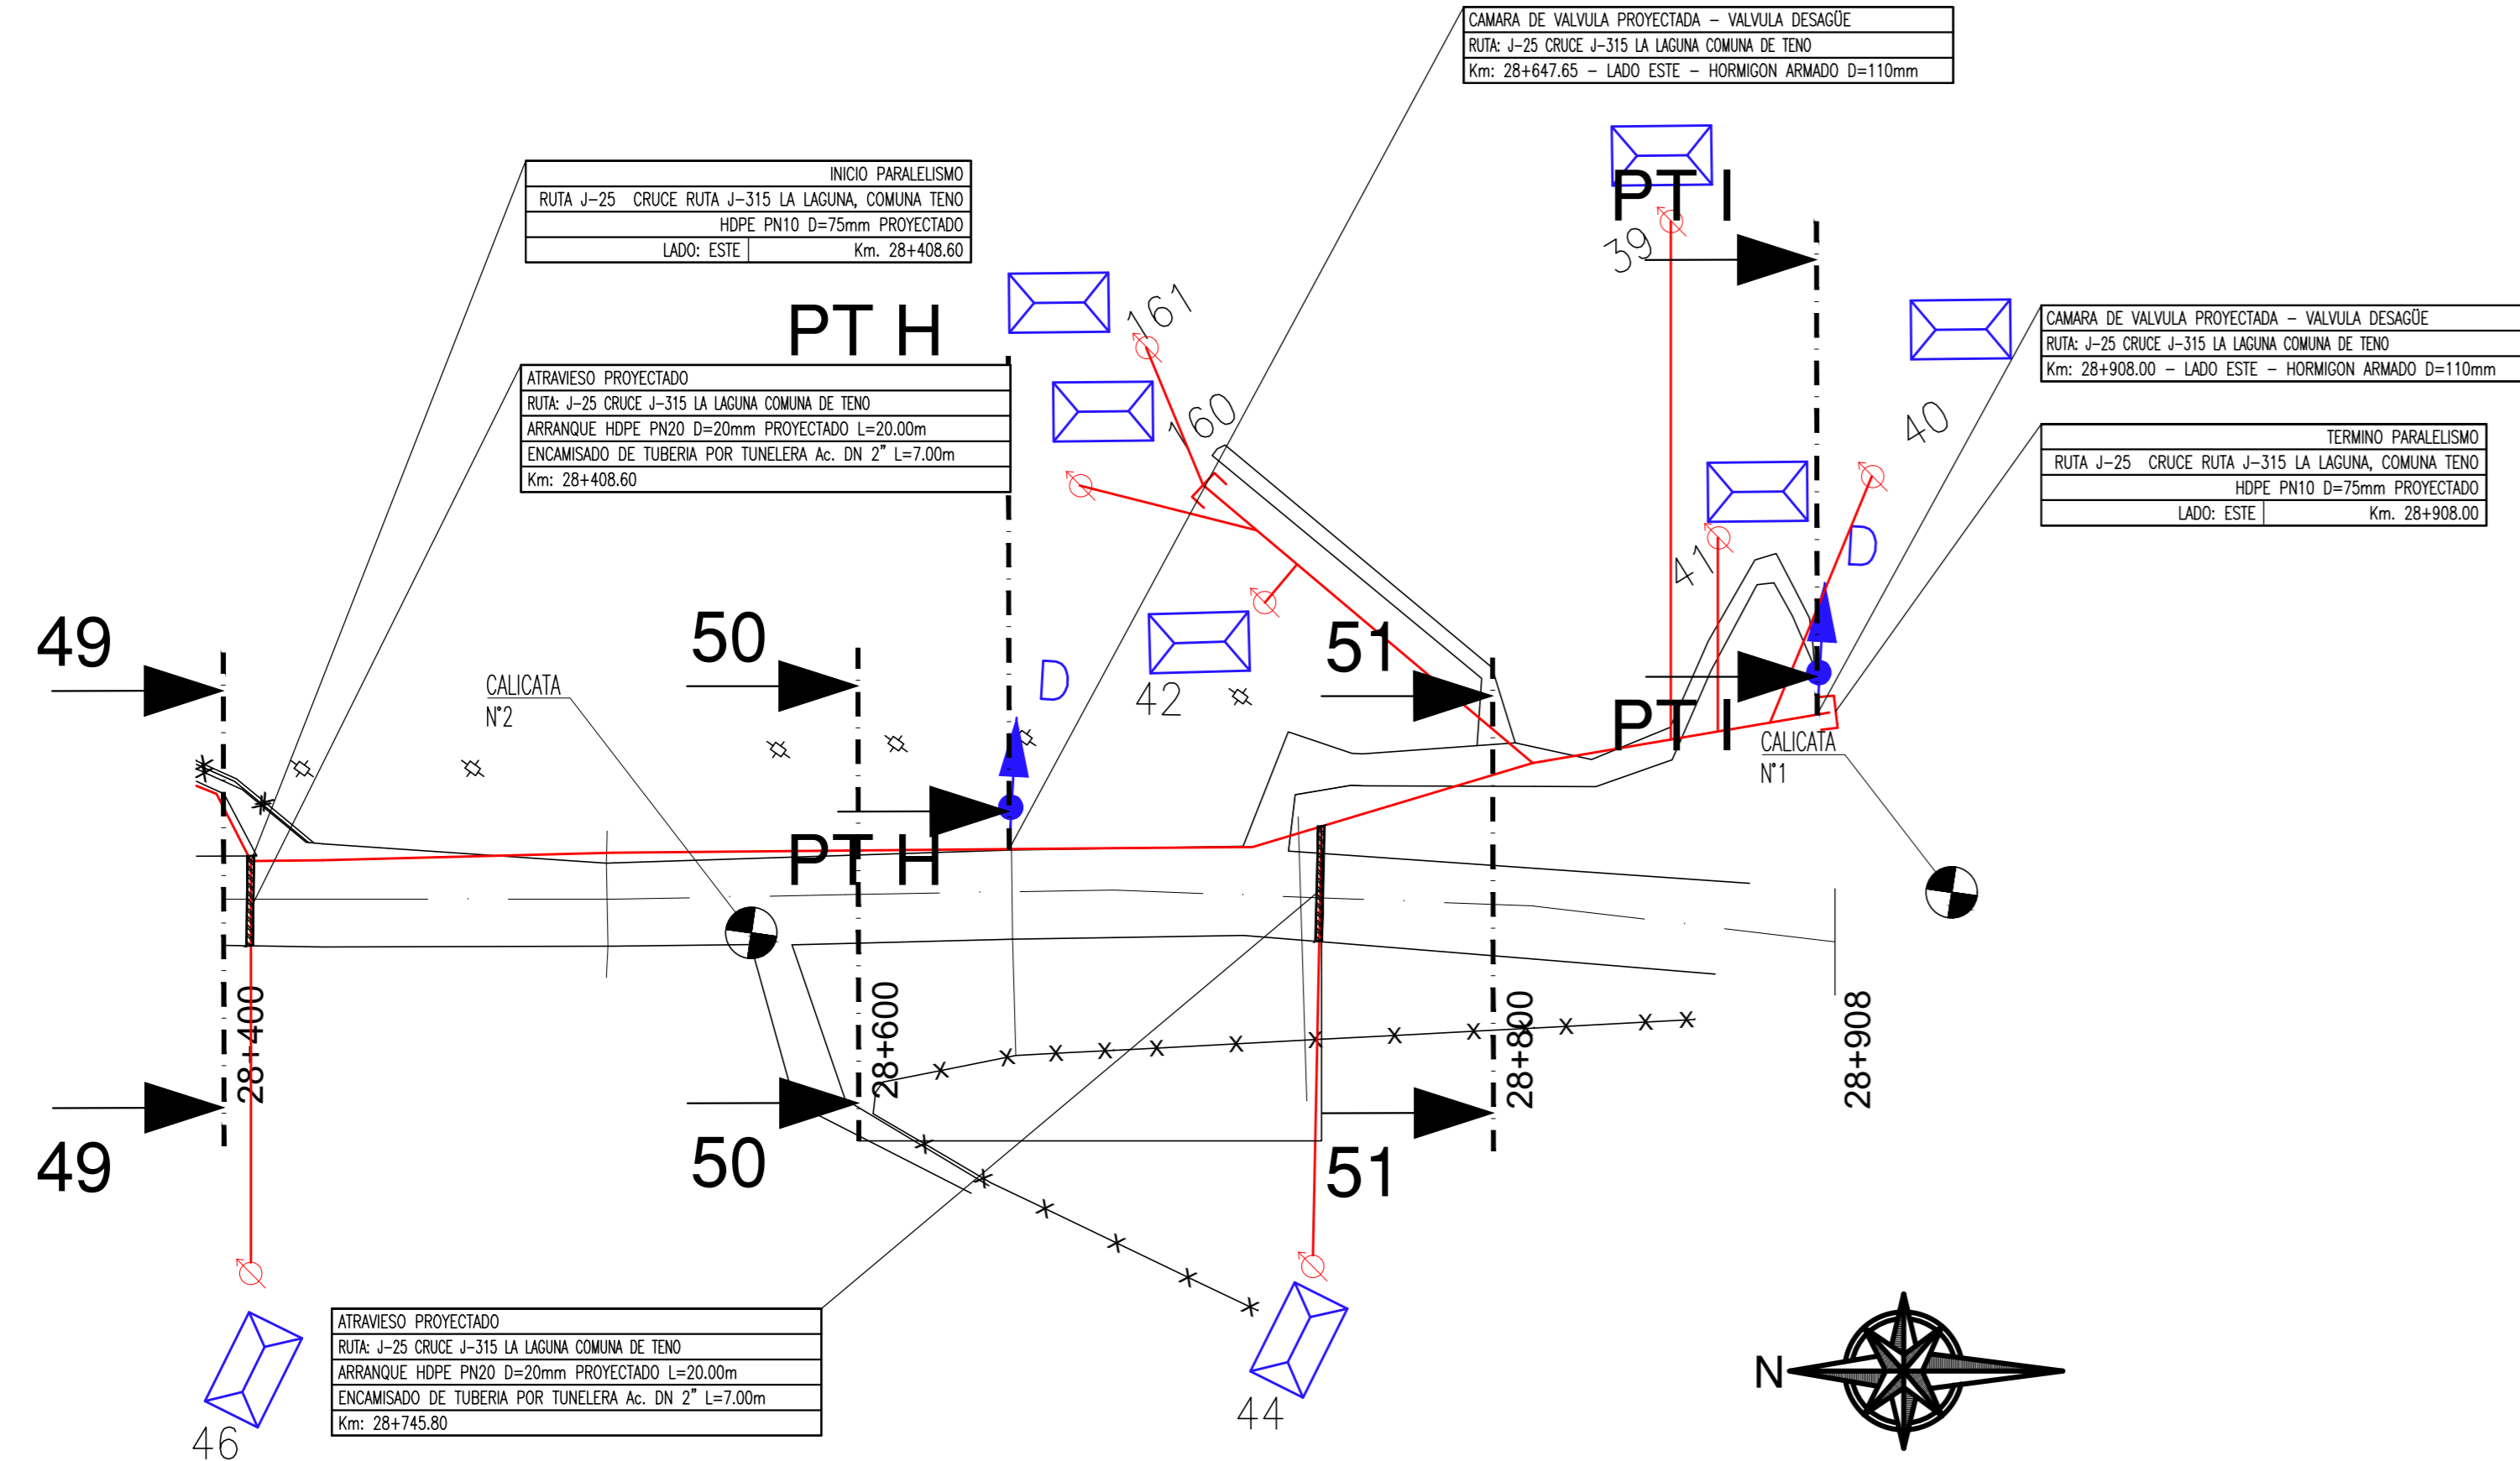 CAMARA DE VALVULA PROYECTADA – VALVULA DESAGÜE
RUTA: J–25 CRUCE J–315 LA LAGUNA COMUNA DE TENO
Km: 28+647.65 – LADO ESTE – HORMIGON ARMADO D=110mm
INICIO PARALELISMO
RUTA J–25 CRUCE RUTA J–315 LA LAGUNA, COMUNA TENO
HDPE PN10 D=75mm PROYECTADO
LADO: ESTE Km. 28+408.60
PT I
39
161
PT H
CAMARA DE VALVULA PROYECTADA – VALVULA DESAGÜE
RUTA: J–25 CRUCE J–315 LA LAGUNA COMUNA DE TENO
Km: 28+908.00 – LADO ESTE – HORMIGON ARMADO D=110mm
ATRAVIESO PROYECTADO
RUTA: J–25 CRUCE J–315 LA LAGUNA COMUNA DE TENO
ARRANQUE HDPE PN20 D=20mm PROYECTADO L=20.00m
ENCAMISADO DE TUBERIA POR TUNELERA Ac. DN 2" L=7.00m
Km: 28+408.60
160
40
TERMINO PARALELISMO
RUTA J–25 CRUCE RUTA J–315 LA LAGUNA, COMUNA TENO
HDPE PN10 D=75mm PROYECTADO
LADO: ESTE Km. 28+908.00
D
41
49
50
51
CALICATA
N°2
D
42
PT I
CALICATA
N°1
PT H
28+400
28+600
28+800
28+908
49
50
51
ATRAVIESO PROYECTADO
RUTA: J–25 CRUCE J–315 LA LAGUNA COMUNA DE TENO
ARRANQUE HDPE PN20 D=20mm PROYECTADO L=20.00m
ENCAMISADO DE TUBERIA POR TUNELERA Ac. DN 2" L=7.00m
Km: 28+745.80
46
44
N